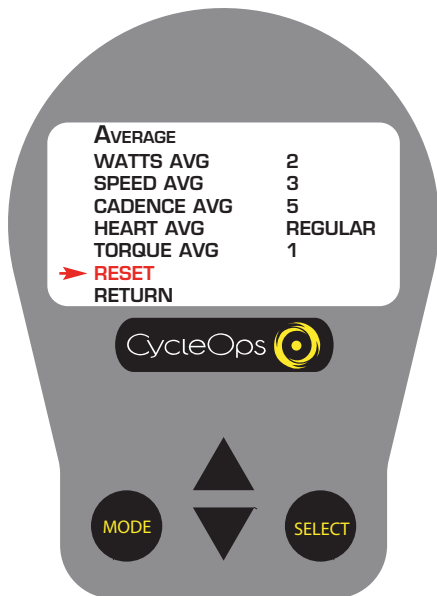 AVERAGE
WATTS AVG 2
SPEED AVG 3
CADENCE AVG 5
HEART AVG REGULAR
TORQUE AVG 1
RESET
RETURN
CycleOps
MODE SELECT